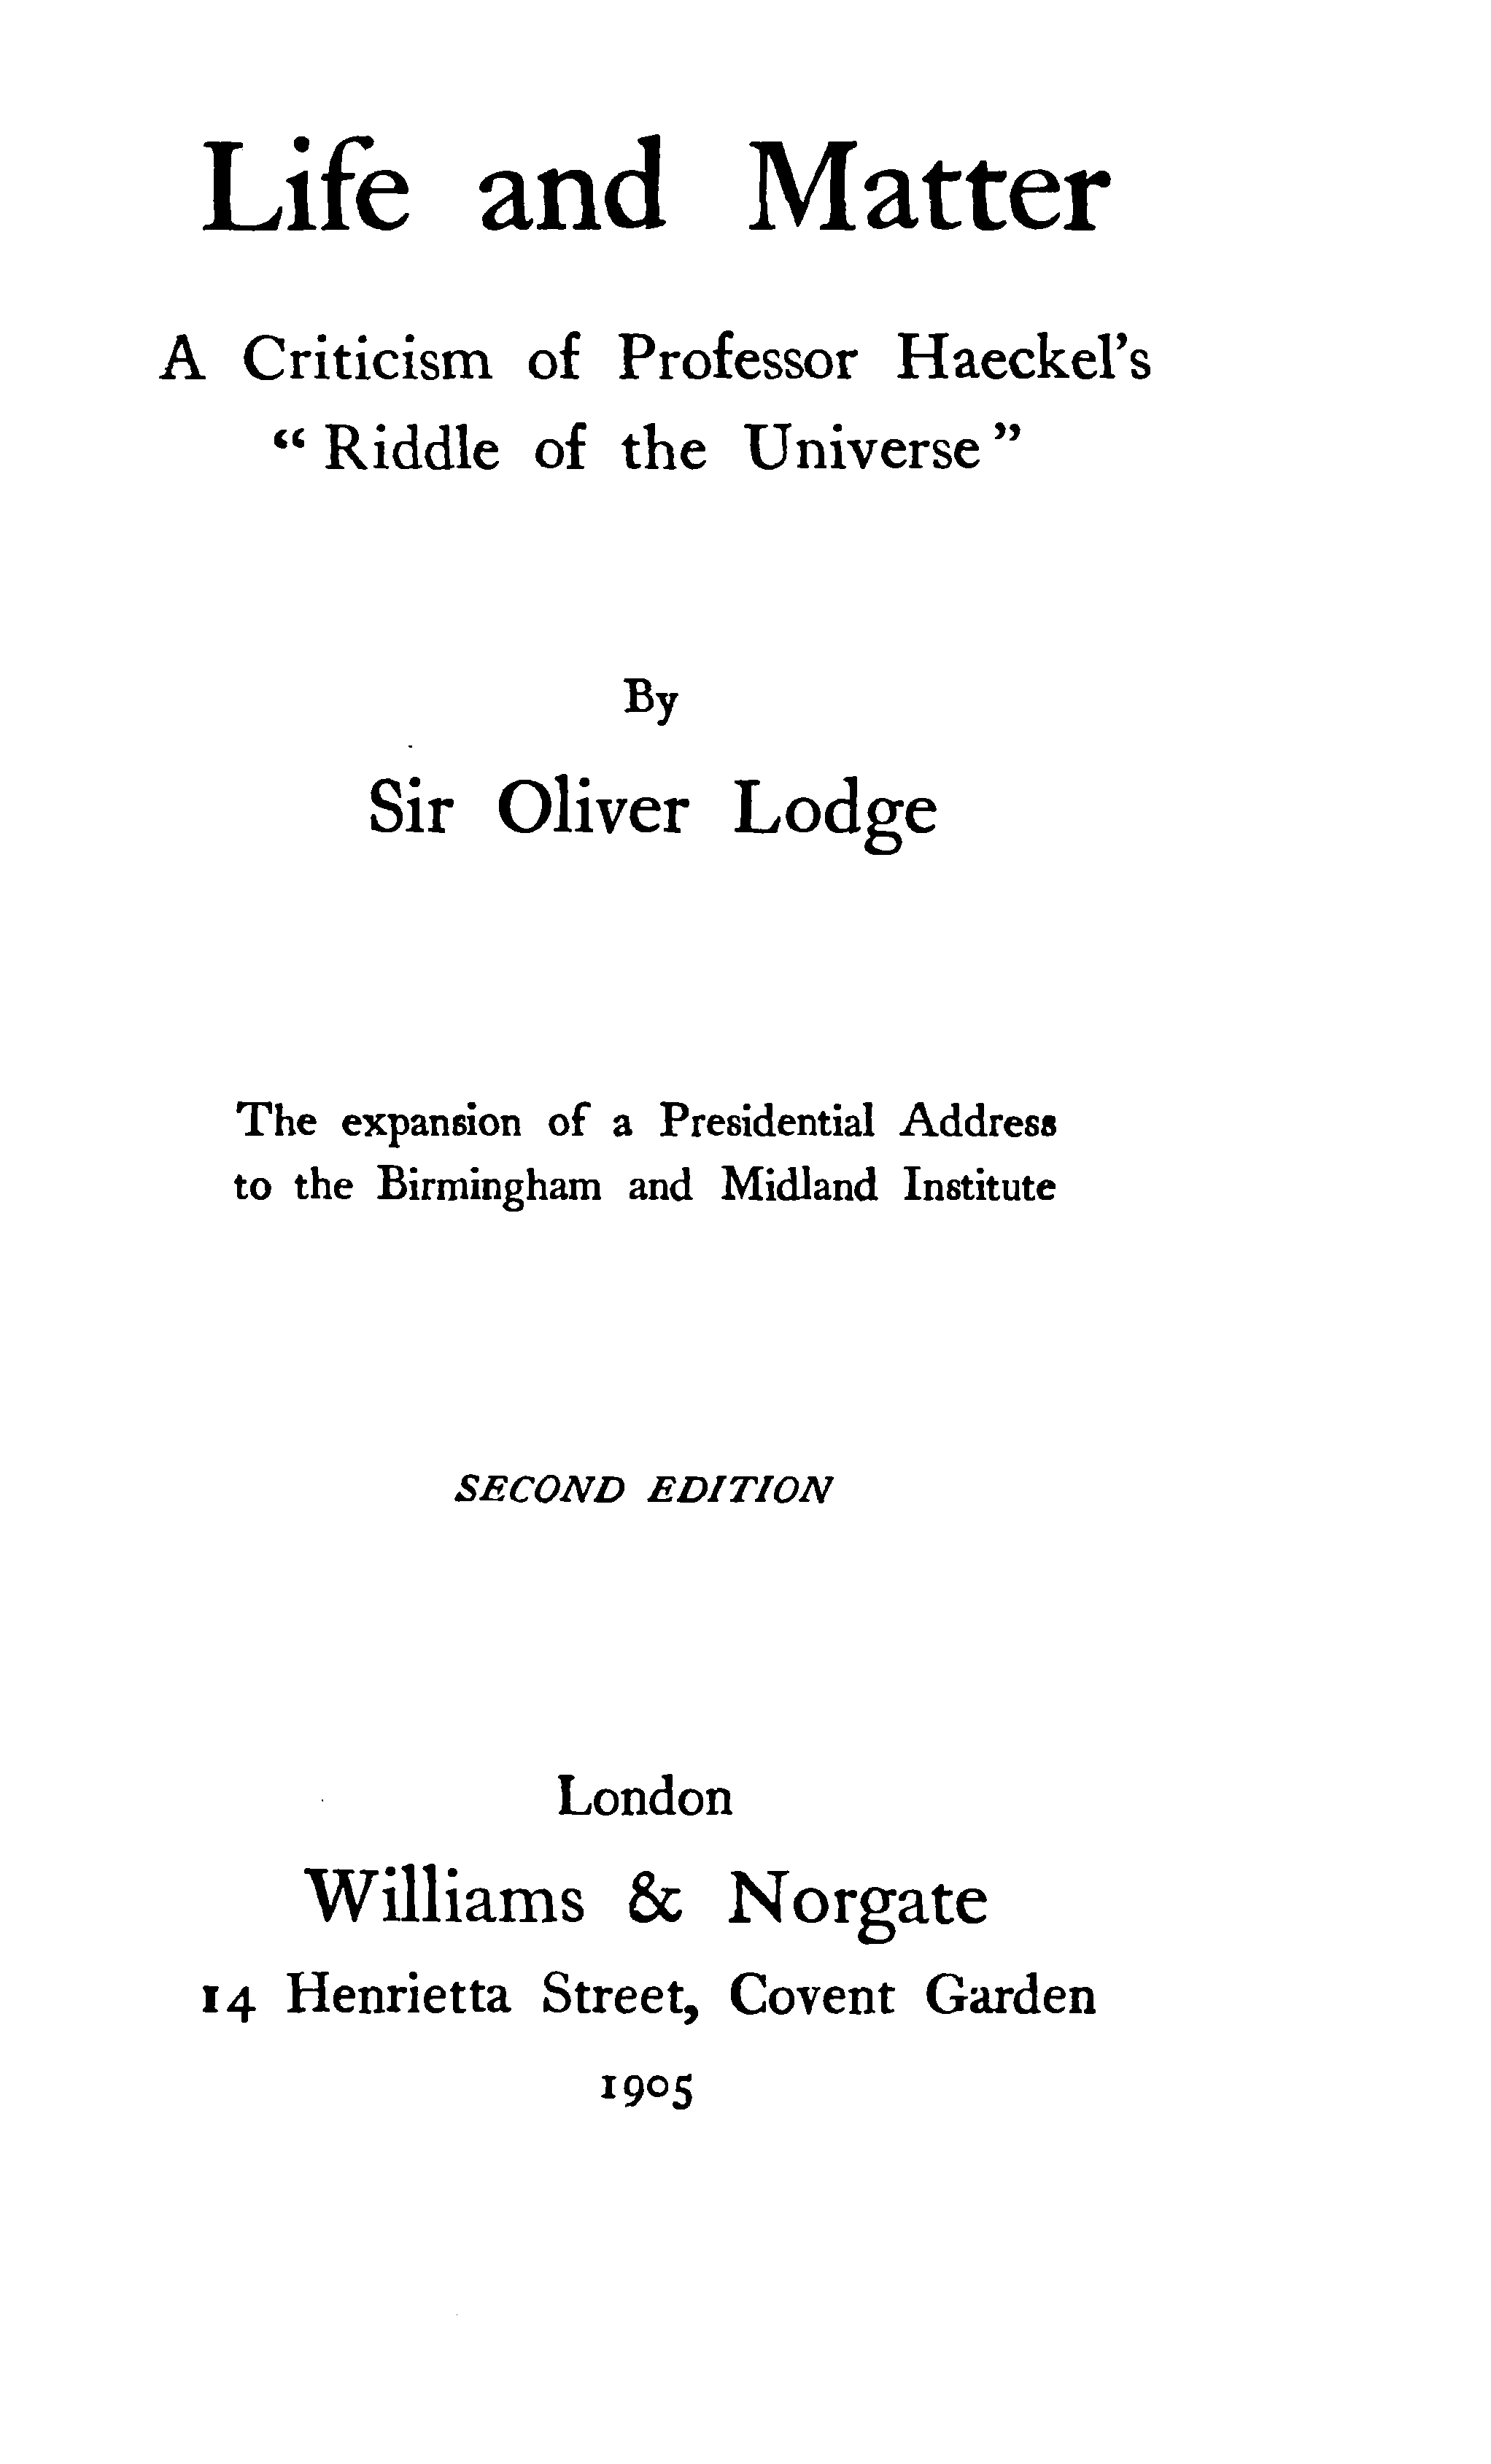 Life and Matter
A Criticism of Professor Haeckel's
“Riddle of the Universe”
By
Sir Oliver Lodge
The expansion of a Presidential Address
to the Birmingham and Midland Institute
SECOND EDITION
London
Williams & Norgate
14 Henrietta Street, Covent Garden
1905